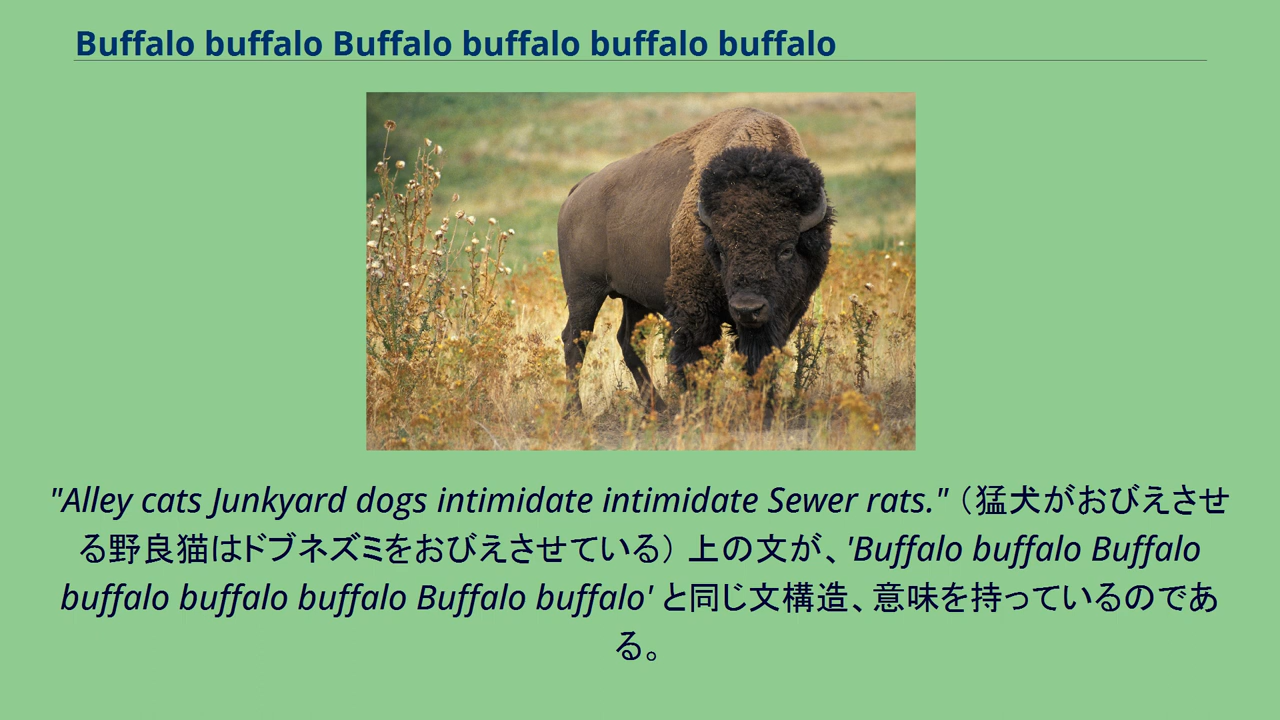 Buffalo buffalo Buffalo buffalo buffalo buffalo
"Alley cats Junkyard dogs intimidate intimidate Sewer rats."（猛犬がおびえさせ
る野良猫はドブネズミをおびえさせている）上の文が、'Buffalo buffalo Buffalo
buffalo buffalo buffalo Buffalo buffalo' と同じ文構造、意味を持っているのであ
る。